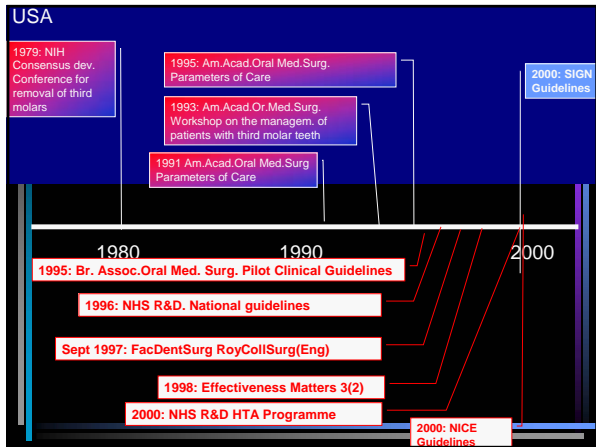 USA
1979: NIH
Consensus dev.
Conference for
removal of third
molars
1995: Am.Acad.Oral Med.Surg.
Parameters of Care
2000: SIGN
Guidelines
1993: Am.Acad.Or.Med.Surg.
Workshop on the managem. of
patients with third molar teeth
1991 Am.Acad.Oral Med.Surg
Parameters of Care
1980 1990 2000
1995: Br. Assoc.Oral Med. Surg. Pilot Clinical Guidelines
1996: NHS R&D. National guidelines
Sept 1997: FacDentSurg RoyCollSurg(Eng)
1998: Effectiveness Matters 3(2)
2000: NHS R&D HTA Programme
2000: NICE
Guidelines